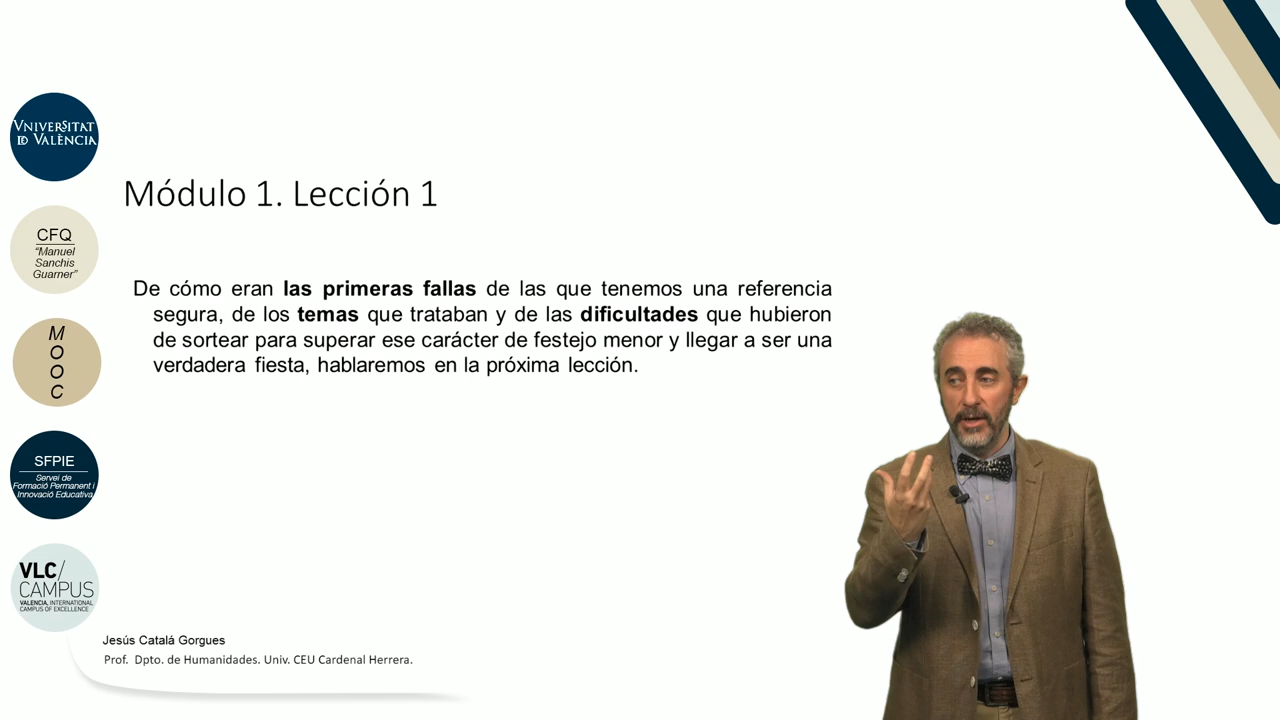 VNIVERSITAT
ID VALÈNCIA
CFQ
“Manuel
Sanchis
Guarner”
M
O
O
C
SFPIE
Servei de
Formació Permanent i
Innovació Educativa
VLC/
CAMPUS
VALENCIA, INTERNATIONAL
CAMPUS OF EXCELLENCE
Módulo 1. Lección 1
De cómo eran las primeras fallas de las que tenemos una referencia
segura, de los temas que trataban y de las dificultades que hubieron
de sortear para superar ese carácter de festejo menor y llegar a ser una
verdadera fiesta, hablaremos en la próxima lección.
Jesús Catalá Gorgues
Prof. Dpto. de Humanidades. Univ. CEU Cardenal Herrera.